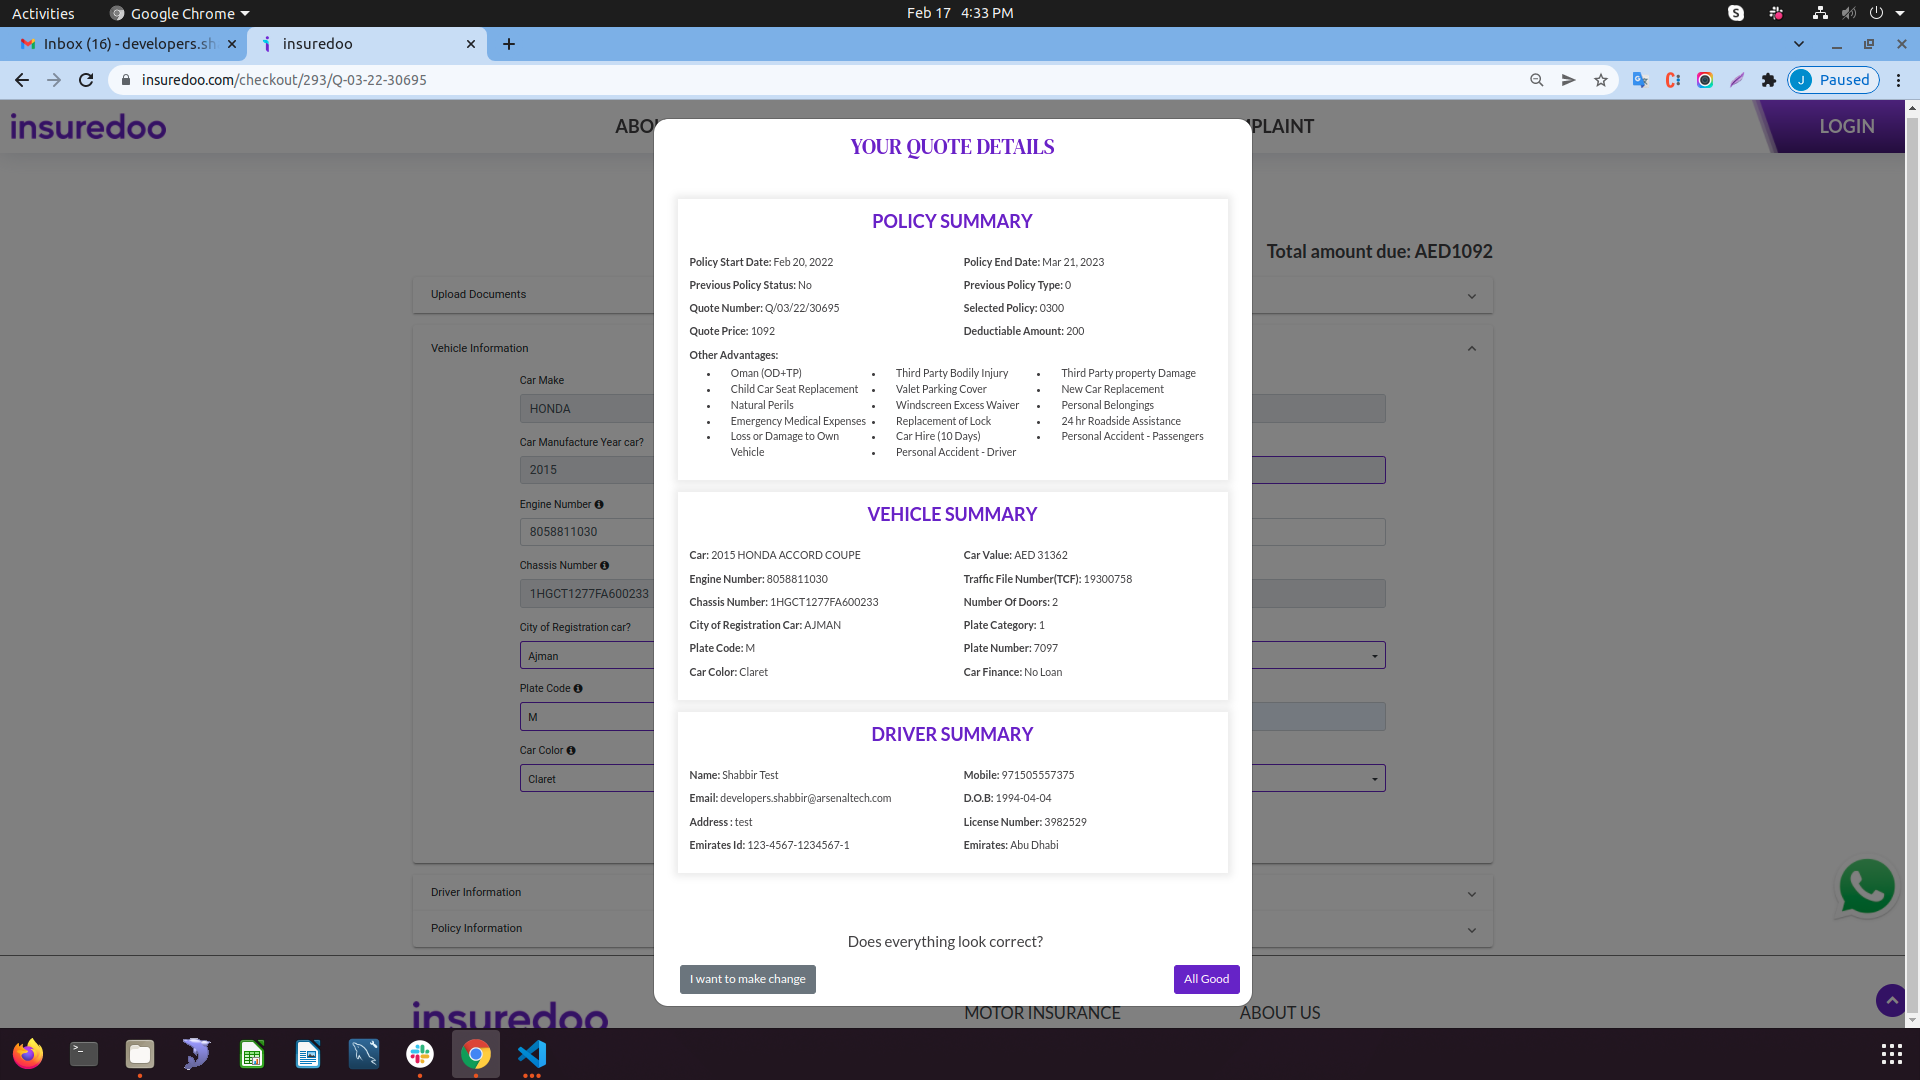 Activities
Google Chrome
Feb 17 4:33 PM
Inbox (16) - developers.sh
insuredoo
insuredoo.com/checkout/293/Q-03-22-30695
J Paused
insuredoo
LOGIN
YOUR QUOTE DETAILS
Total amount due: AED1092
Upload Documents
Vehicle Information
Car Make
HONDA
Car Manufacture Year car?
2015
Engine Number
8058811030
Chassis Number
1HGCT1277FA600233
City of Registration car?
Ajman
Plate Code
M
Car Color
Claret
Driver Information
Policy Information
POLICY SUMMARY
Policy Start Date: Feb 20, 2022
Policy End Date: Mar 21, 2023
Previous Policy Status: No
Previous Policy Type: 0
Quote Number: Q/03/22/30695
Selected Policy: 0300
Quote Price: 1092
Deductiable Amount: 200
Other Advantages:
Oman (OD+TP)
Child Car Seat Replacement
Natural Perils
Emergency Medical Expenses
Loss or Damage to Own
Vehicle
Third Party Bodily Injury
Valet Parking Cover
Windscreen Excess Waiver
Replacement of Lock
Car Hire (10 Days)
Personal Accident - Driver
Third Party property Damage
New Car Replacement
Personal Belongings
24 hr Roadside Assistance
Personal Accident - Passengers
VEHICLE SUMMARY
Car: 2015 HONDA ACCORD COUPE
Car Value: AED 31362
Engine Number: 8058811030
Traffic File Number(TCF): 19300758
Chassis Number: 1HGCT1277FA600233
Number Of Doors: 2
City of Registration Car: AJMAN
Plate Category: 1
Plate Code: M
Plate Number: 7097
Car Color: Claret
Car Finance: No Loan
DRIVER SUMMARY
Name: Shabbir Test
Mobile: 971505557375
Email: developers.shabbir@arsenaltech.com
D.O.B: 1994-04-04
Address : test
License Number: 3982529
Emirates Id: 123-4567-1234567-1
Emirates: Abu Dhabi
Does everything look correct?
I want to make change
All Good
insuredoo
MOTOR INSURANCE
ABOUT US